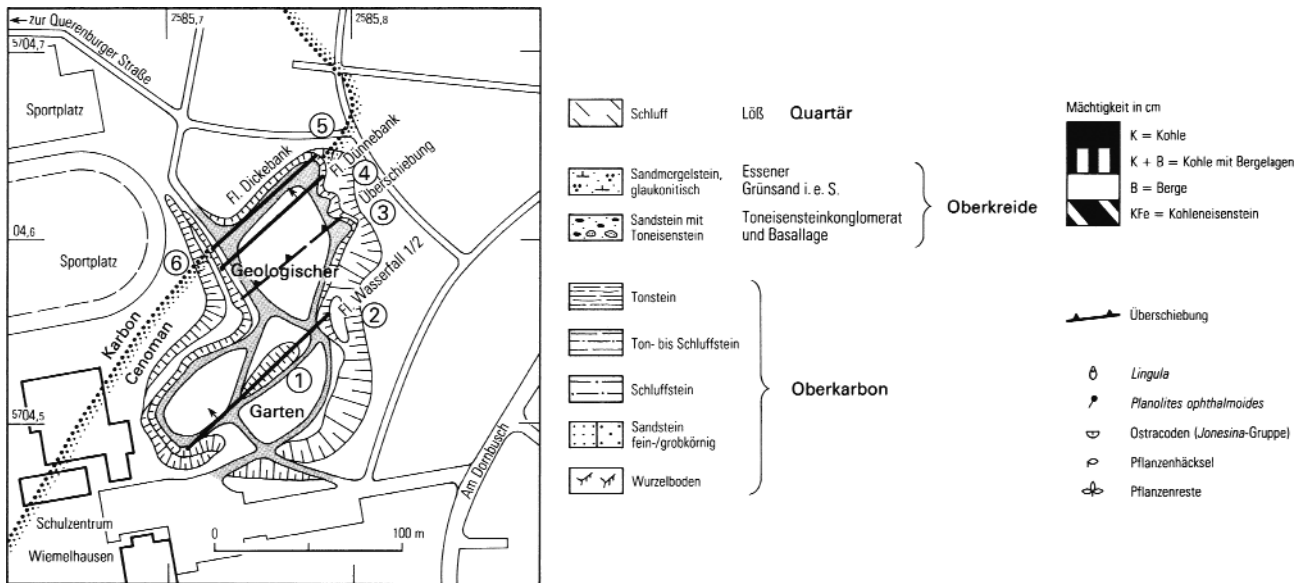 zur Querenburger Straße
²⁵85,7
²⁵85,8
5704,7
Sportplatz
Fl. Dickebank
5
Fl. Dünnebank
4
Überschiebung
3
04,6
Sportplatz
6
Geologischer
Fl. Wasserfall 1/2
2
Karbon
Cenoman
1
Garten
5704,5
Am Dornbusch
Schulzentrum
Wiemelhausen
0 100 m
Schluff Löß Quartär
Sandmergelstein, glaukonitisch
Essener Grünsand i. e. S.
Sandstein mit Toneisenstein
Toneisensteinkonglomerat und Basallage
Oberkreide
Tonstein
Ton- bis Schluffstein
Schluffstein
Sandstein fein-/grobkörnig
Wurzelboden
Oberkarbon
Mächtigkeit in cm
K = Kohle
K + B = Kohle mit Bergelagen
B = Berge
KFe = Kohleneisenstein
Überschiebung
Lingula
Planolites ophthalmoides
Ostracoden (Jonesina-Gruppe)
Pflanzenhäcksel
Pflanzenreste